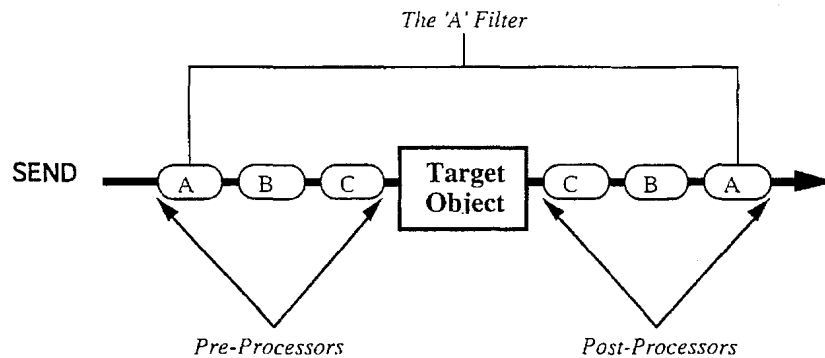 The 'A' Filter
SEND
A
B
C
Target
Object
C
B
A
Pre-Processors
Post-Processors